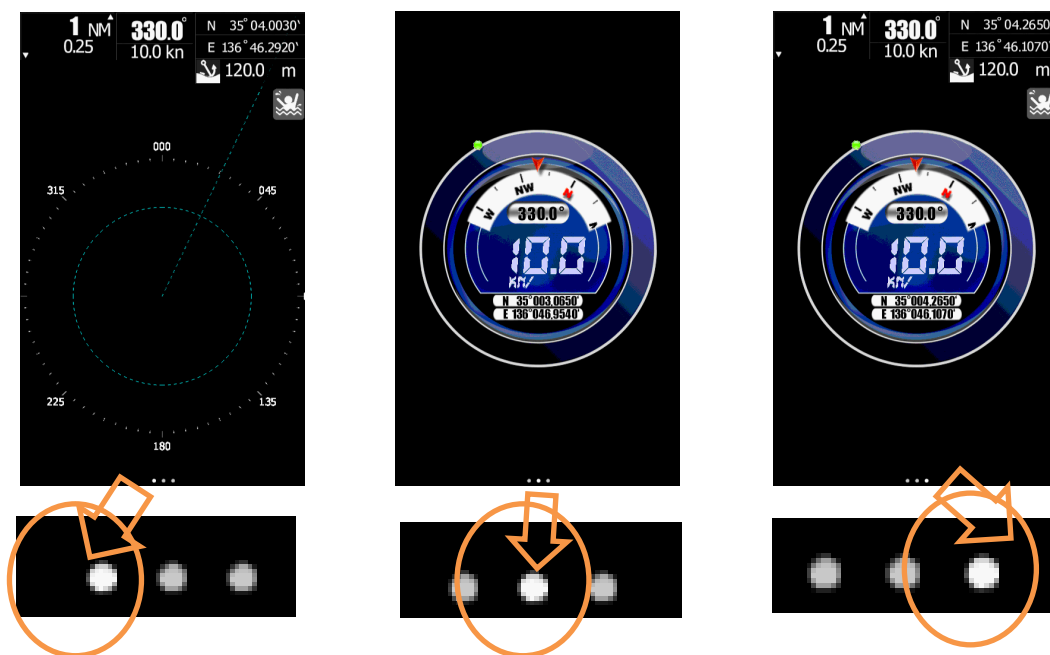 1 NM 330.0° N 35°04.0030'
0.25 10.0 kn E 136°46.2920'
120.0 m
000
315 045
225 135
180
W NW N
330.0°
10.0
KN/
N 35°003.0650'
E 136°046.9540'
1 NM 330.0° N 35°04.2650
0.25 10.0 kn E 136°46.1070'
120.0 m
W NW N
330.0°
10.0
KN/
N 35°004.2650'
E 136°046.1070'